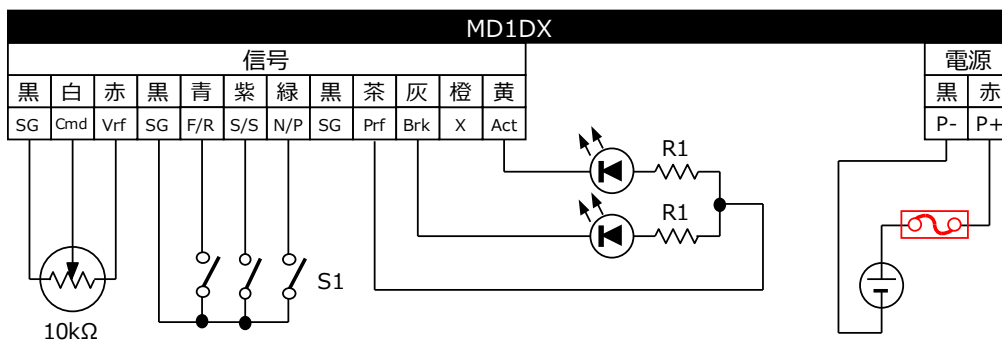 MD1DX
信号 電源
黒 白 赤 黒 青 紫 緑 黒 茶 灰 橙 黄 黒 赤
SG Cmd Vrf SG F/R S/S N/P SG Prf Brk X Act P- P+
R1
R1
S1
10kΩ